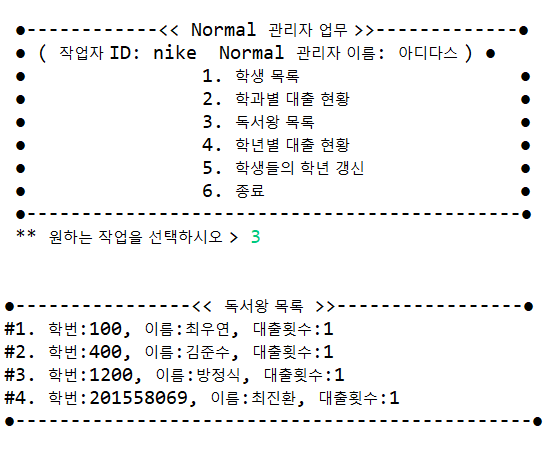 ●------------<< Normal 관리자 업무 >>-------------●
● ( 작업자 ID: nike  Normal 관리자 이름: 아디다스 ) ●
● 1. 학생 목록 ●
● 2. 학과별 대출 현황 ●
● 3. 독서왕 목록 ●
● 4. 학년별 대출 현황 ●
● 5. 학생들의 학년 갱신 ●
● 6. 종료 ●
●----------------------------------------------●
** 원하는 작업을 선택하시오 > 3
●----------------<< 독서왕 목록 >>-----------------●
#1. 학번:100, 이름:최우연, 대출횟수:1
#2. 학번:400, 이름:김준수, 대출횟수:1
#3. 학번:1200, 이름:방정식, 대출횟수:1
#4. 학번:201558069, 이름:최진환, 대출횟수:1
●------------------------------------------------●